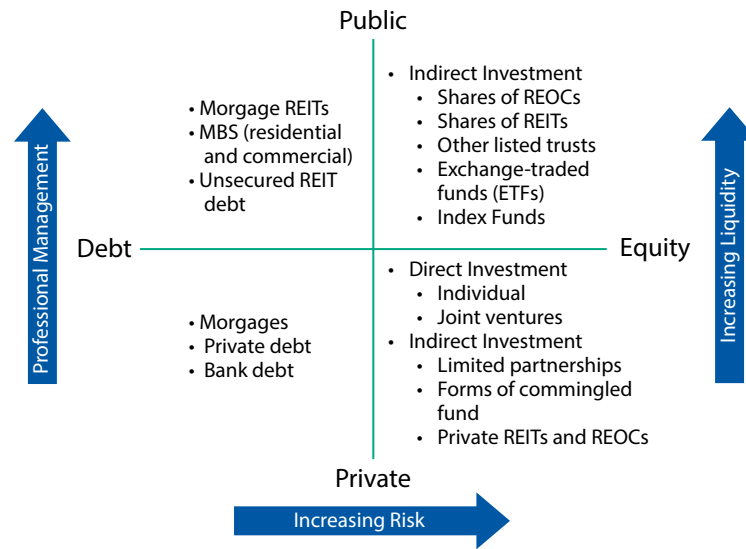 Public
• Morgage REITs
• MBS (residential
and commercial)
• Unsecured REIT
debt
• Indirect Investment
• Shares of REOCs
• Shares of REITs
• Other listed trusts
• Exchange-traded
funds (ETFs)
• Index Funds
Professional Management
Debt
Equity
Increasing Liquidity
• Morgages
• Private debt
• Bank debt
• Direct Investment
• Individual
• Joint ventures
• Indirect Investment
• Limited partnerships
• Forms of commingled
fund
• Private REITs and REOCs
Private
Increasing Risk